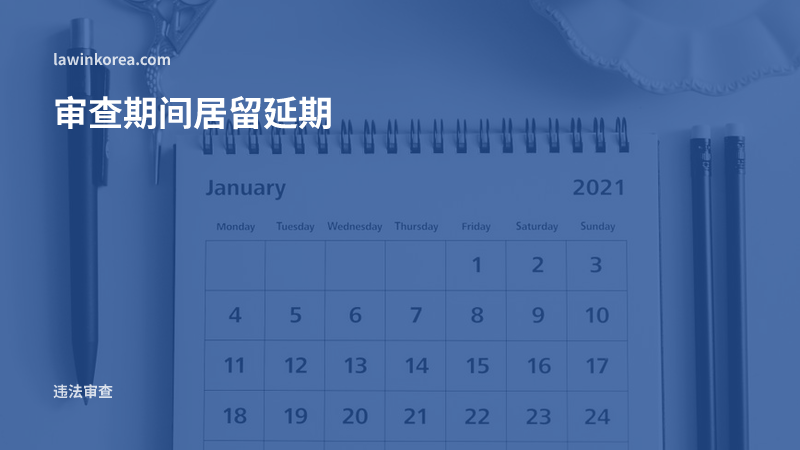 lawinkorea.com
审查期间居留延期
January 2021
Monday Tuesday Wednesday Thursday Friday Saturday Sunday
1 2 3
4 5 6 7 8 9 10
11 12 13 14 15 16 17
18 19 20 21 22 23 24
违法审查